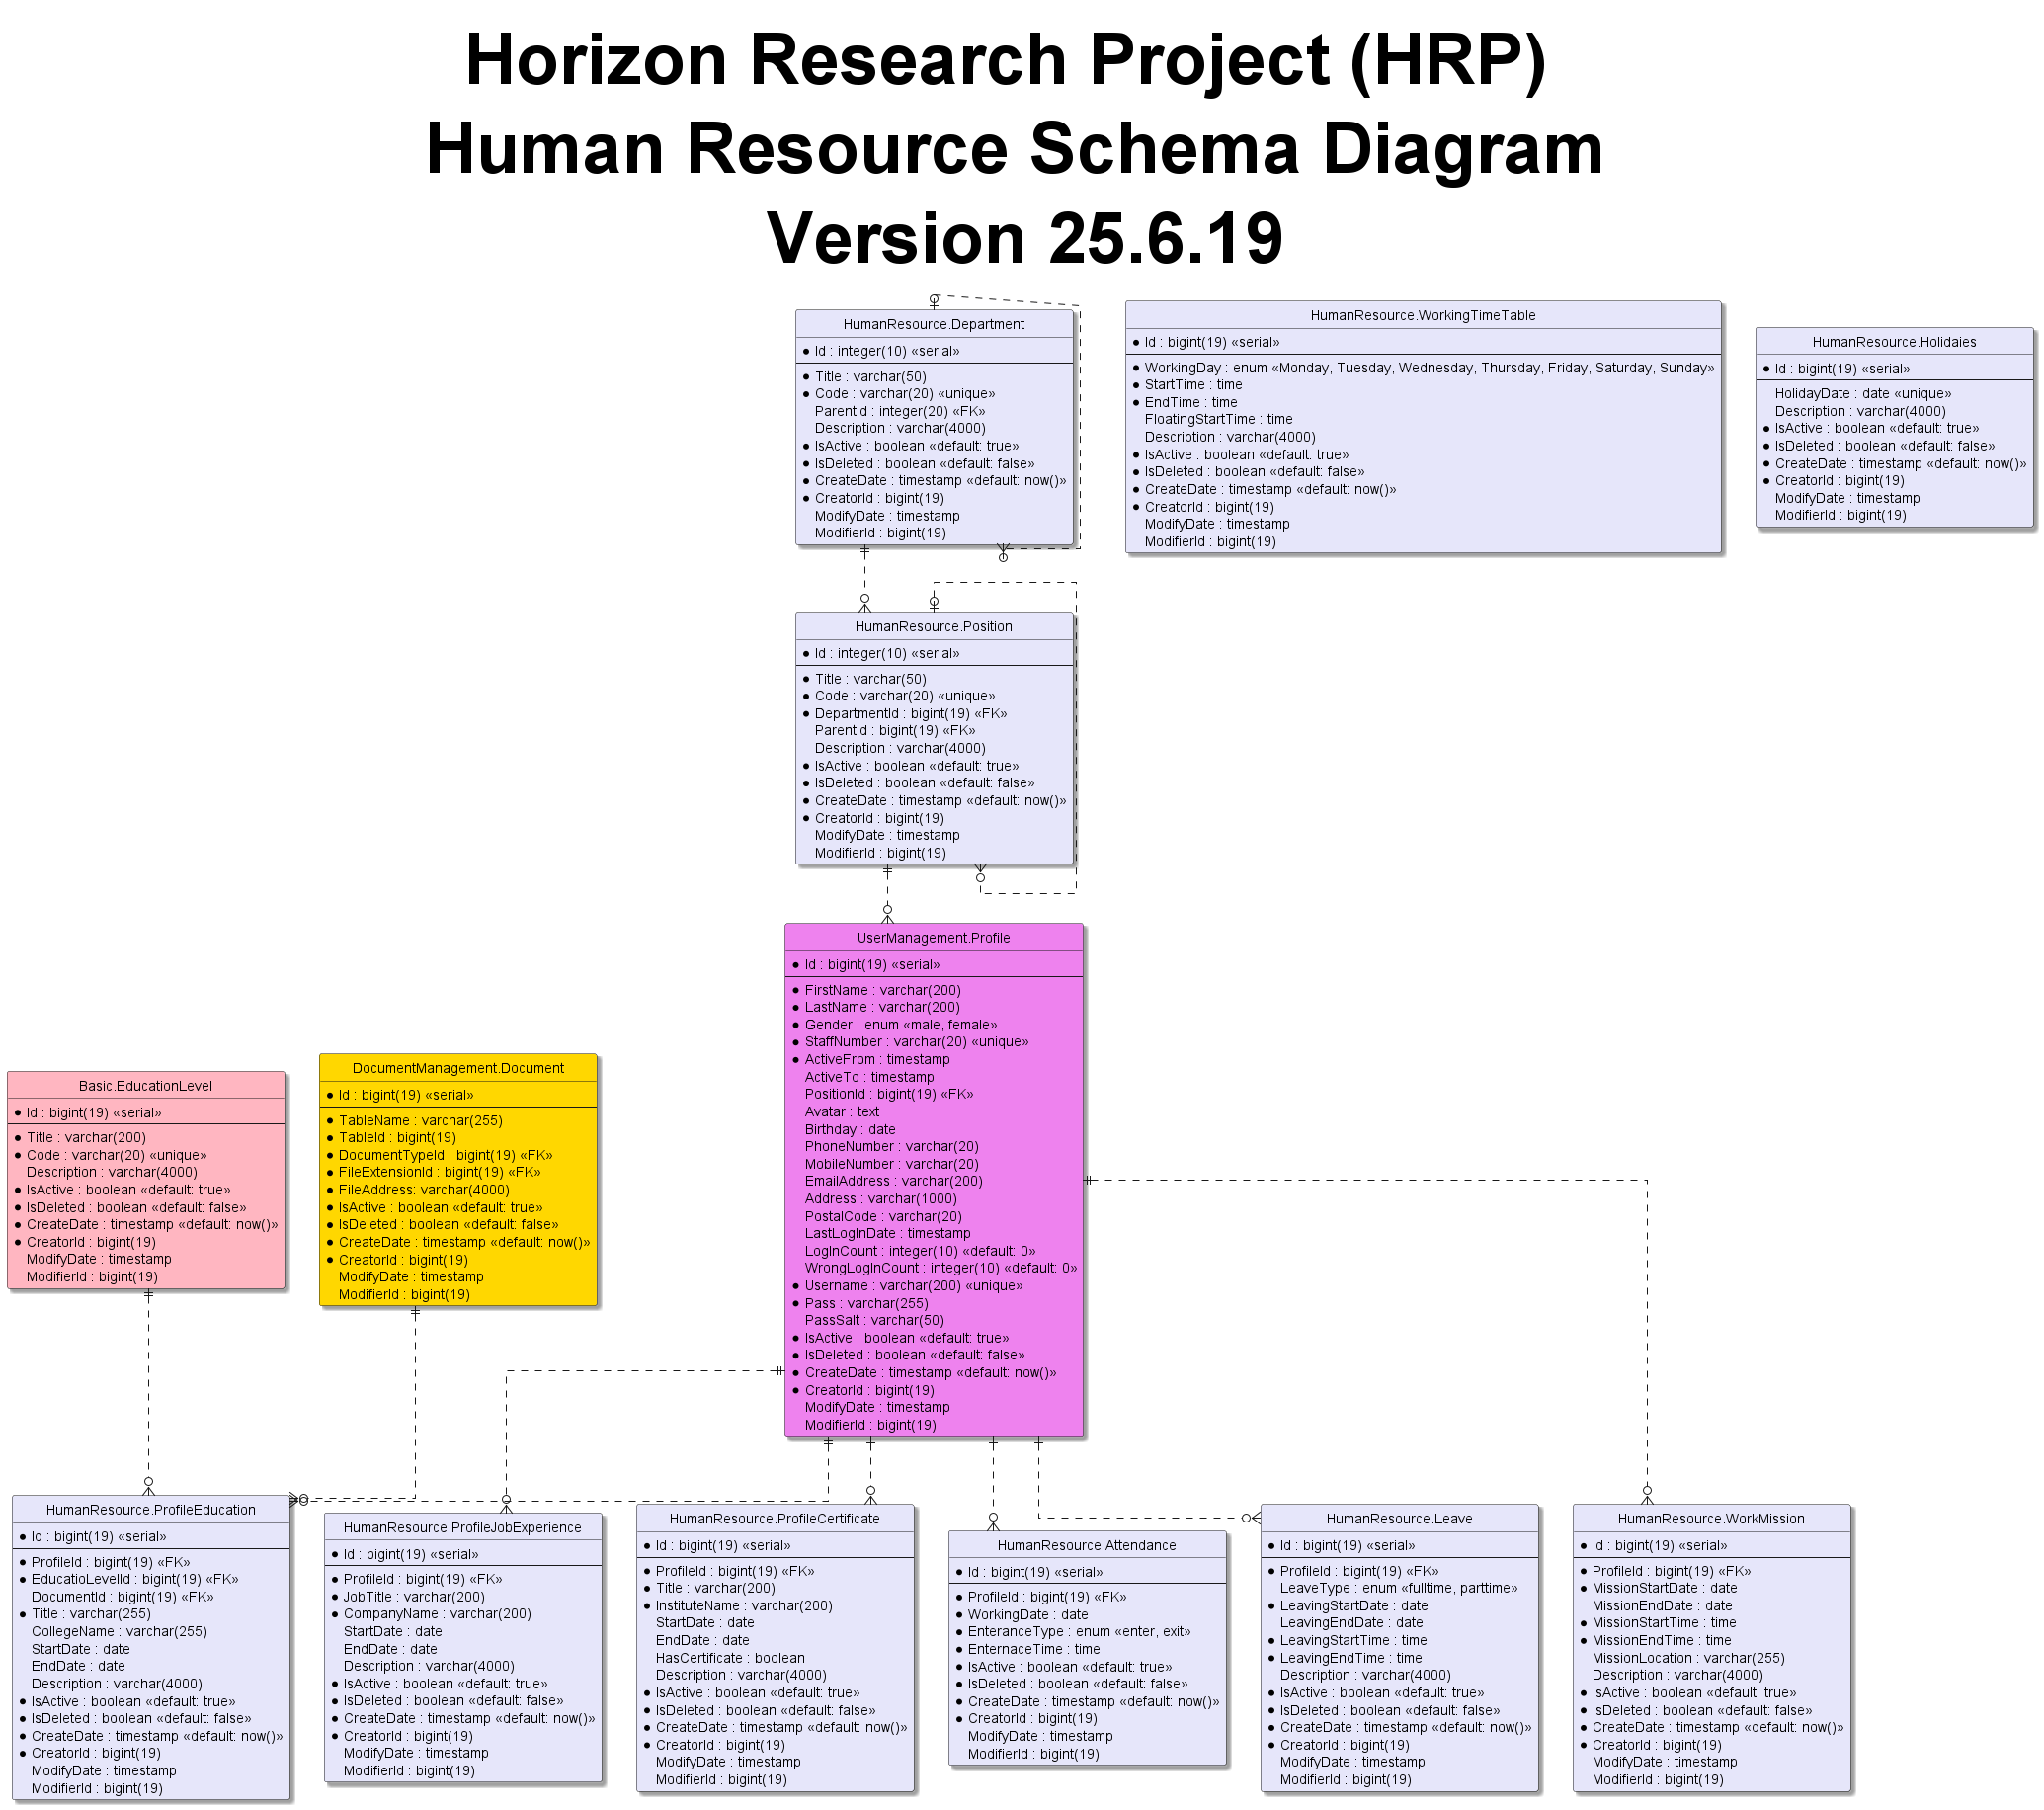 Horizon Research Project (HRP)
Human Resource Schema Diagram
Version 25.6.19
HumanResource.Department
Id : integer(10) «serial»
Title : varchar(50)
Code : varchar(20) «unique»
ParentId : integer(20) «FK»
Description : varchar(4000)
IsActive : boolean «default: true»
IsDeleted : boolean «default: false»
CreateDate : timestamp «default: now()»
CreatorId : bigint(19)
ModifyDate : timestamp
ModifierId : bigint(19)
HumanResource.WorkingTimeTable
Id : bigint(19) «serial»
WorkingDay : enum «Monday, Tuesday, Wednesday, Thursday, Friday, Saturday, Sunday»
StartTime : time
EndTime : time
FloatingStartTime : time
Description : varchar(4000)
IsActive : boolean «default: true»
IsDeleted : boolean «default: false»
CreateDate : timestamp «default: now()»
CreatorId : bigint(19)
ModifyDate : timestamp
ModifierId : bigint(19)
HumanResource.Holidaies
Id : bigint(19) «serial»
HolidayDate : date «unique»
Description : varchar(4000)
IsActive : boolean «default: true»
IsDeleted : boolean «default: false»
CreateDate : timestamp «default: now()»
CreatorId : bigint(19)
ModifyDate : timestamp
ModifierId : bigint(19)
HumanResource.Position
Id : integer(10) «serial»
Title : varchar(50)
Code : varchar(20) «unique»
DepartmentId : bigint(19) «FK»
ParentId : bigint(19) «FK»
Description : varchar(4000)
IsActive : boolean «default: true»
IsDeleted : boolean «default: false»
CreateDate : timestamp «default: now()»
CreatorId : bigint(19)
ModifyDate : timestamp
ModifierId : bigint(19)
UserManagement.Profile
Id : bigint(19) «serial»
FirstName : varchar(200)
LastName : varchar(200)
Gender : enum «male, female»
StaffNumber : varchar(20) «unique»
ActiveFrom : timestamp
ActiveTo : timestamp
PositionId : bigint(19) «FK»
Avatar : text
Birthday : date
PhoneNumber : varchar(20)
MobileNumber : varchar(20)
EmailAddress : varchar(200)
Address : varchar(1000)
PostalCode : varchar(20)
LastLogInDate : timestamp
LogInCount : integer(10) «default: 0»
WrongLogInCount : integer(10) «default: 0»
Username : varchar(200) «unique»
Pass : varchar(255)
PassSalt : varchar(50)
IsActive : boolean «default: true»
IsDeleted : boolean «default: false»
CreateDate : timestamp «default: now()»
CreatorId : bigint(19)
ModifyDate : timestamp
ModifierId : bigint(19)
Basic.EducationLevel
Id : bigint(19) «serial»
Title : varchar(200)
Code : varchar(20) «unique»
Description : varchar(4000)
IsActive : boolean «default: true»
IsDeleted : boolean «default: false»
CreateDate : timestamp «default: now()»
CreatorId : bigint(19)
ModifyDate : timestamp
ModifierId : bigint(19)
DocumentManagement.Document
Id : bigint(19) «serial»
TableName : varchar(255)
TableId : bigint(19)
DocumentTypeId : bigint(19) «FK»
FileExtensionId : bigint(19) «FK»
FileAddress: varchar(4000)
IsActive : boolean «default: true»
IsDeleted : boolean «default: false»
CreateDate : timestamp «default: now()»
CreatorId : bigint(19)
ModifyDate : timestamp
ModifierId : bigint(19)
HumanResource.ProfileEducation
Id : bigint(19) «serial»
ProfileId : bigint(19) «FK»
EducatioLevelId : bigint(19) «FK»
DocumentId : bigint(19) «FK»
Title : varchar(255)
CollegeName : varchar(255)
StartDate : date
EndDate : date
Description : varchar(4000)
IsActive : boolean «default: true»
IsDeleted : boolean «default: false»
CreateDate : timestamp «default: now()»
CreatorId : bigint(19)
ModifyDate : timestamp
ModifierId : bigint(19)
HumanResource.ProfileJobExperience
Id : bigint(19) «serial»
ProfileId : bigint(19) «FK»
JobTitle : varchar(200)
CompanyName : varchar(200)
StartDate : date
EndDate : date
Description : varchar(4000)
IsActive : boolean «default: true»
IsDeleted : boolean «default: false»
CreateDate : timestamp «default: now()»
CreatorId : bigint(19)
ModifyDate : timestamp
ModifierId : bigint(19)
HumanResource.ProfileCertificate
Id : bigint(19) «serial»
ProfileId : bigint(19) «FK»
Title : varchar(200)
InstituteName : varchar(200)
StartDate : date
EndDate : date
HasCertificate : boolean
Description : varchar(4000)
IsActive : boolean «default: true»
IsDeleted : boolean «default: false»
CreateDate : timestamp «default: now()»
CreatorId : bigint(19)
ModifyDate : timestamp
ModifierId : bigint(19)
HumanResource.Attendance
Id : bigint(19) «serial»
ProfileId : bigint(19) «FK»
WorkingDate : date
EnteranceType : enum «enter, exit»
EnternaceTime : time
IsActive : boolean «default: true»
IsDeleted : boolean «default: false»
CreateDate : timestamp «default: now()»
CreatorId : bigint(19)
ModifyDate : timestamp
ModifierId : bigint(19)
HumanResource.Leave
Id : bigint(19) «serial»
ProfileId : bigint(19) «FK»
LeaveType : enum «fulltime, parttime»
LeavingStartDate : date
LeavingEndDate : date
LeavingStartTime : time
LeavingEndTime : time
Description : varchar(4000)
IsActive : boolean «default: true»
IsDeleted : boolean «default: false»
CreateDate : timestamp «default: now()»
CreatorId : bigint(19)
ModifyDate : timestamp
ModifierId : bigint(19)
HumanResource.WorkMission
Id : bigint(19) «serial»
ProfileId : bigint(19) «FK»
MissionStartDate : date
MissionEndDate : date
MissionStartTime : time
MissionEndTime : time
MissionLocation : varchar(255)
Description : varchar(4000)
IsActive : boolean «default: true»
IsDeleted : boolean «default: false»
CreateDate : timestamp «default: now()»
CreatorId : bigint(19)
ModifyDate : timestamp
ModifierId : bigint(19)